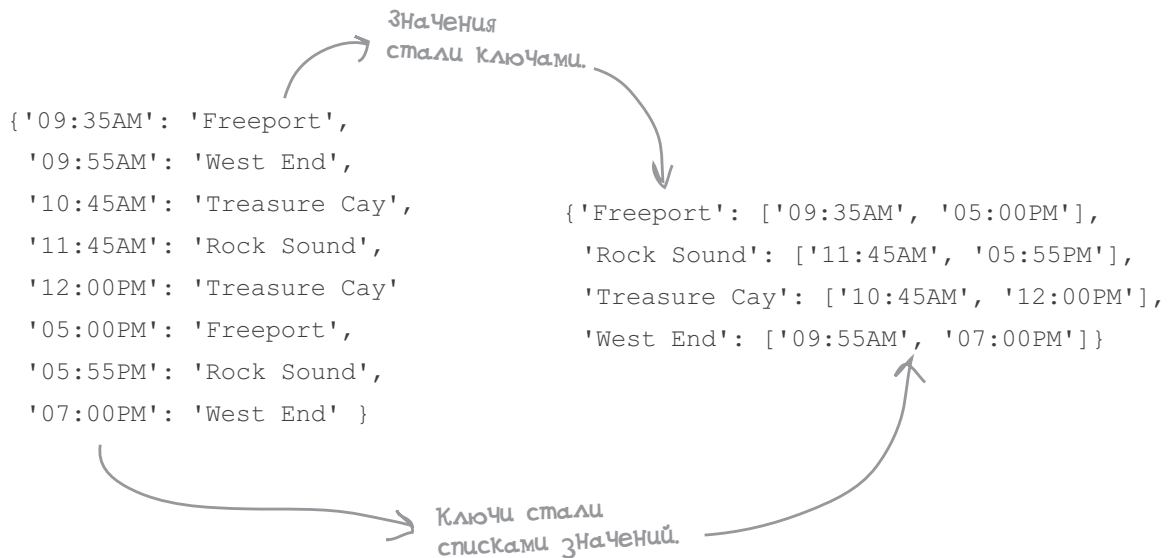 Значения
стали ключами.
{'09:35AM': 'Freeport',
'09:55AM': 'West End',
'10:45AM': 'Treasure Cay',
'11:45AM': 'Rock Sound',
'12:00PM': 'Treasure Cay'
'05:00PM': 'Freeport',
'05:55PM': 'Rock Sound',
'07:00PM': 'West End' }
{'Freeport': ['09:35AM', '05:00PM'],
'Rock Sound': ['11:45AM', '05:55PM'],
'Treasure Cay': ['10:45AM', '12:00PM'],
'West End': ['09:55AM', '07:00PM']}
Ключи стали
списками значений.